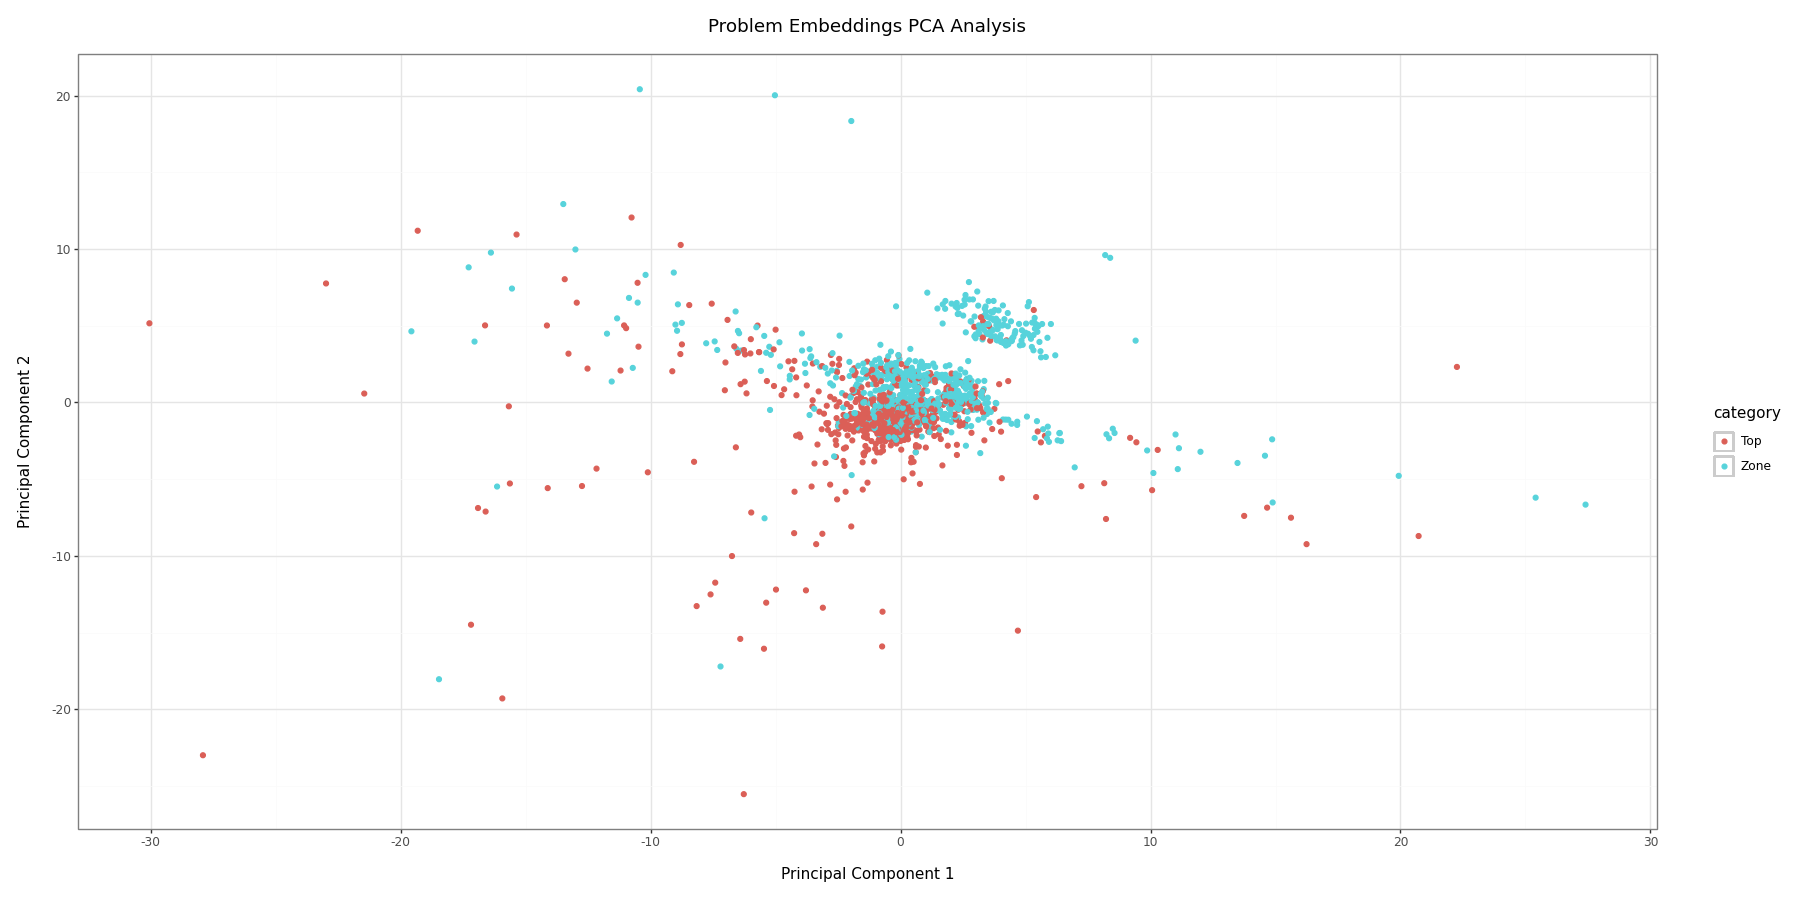 Problem Embeddings PCA Analysis
20
10
0
-10
-20
Principal Component 2
-30
-20
-10
0
10
20
30
Principal Component 1
category
Top
Zone